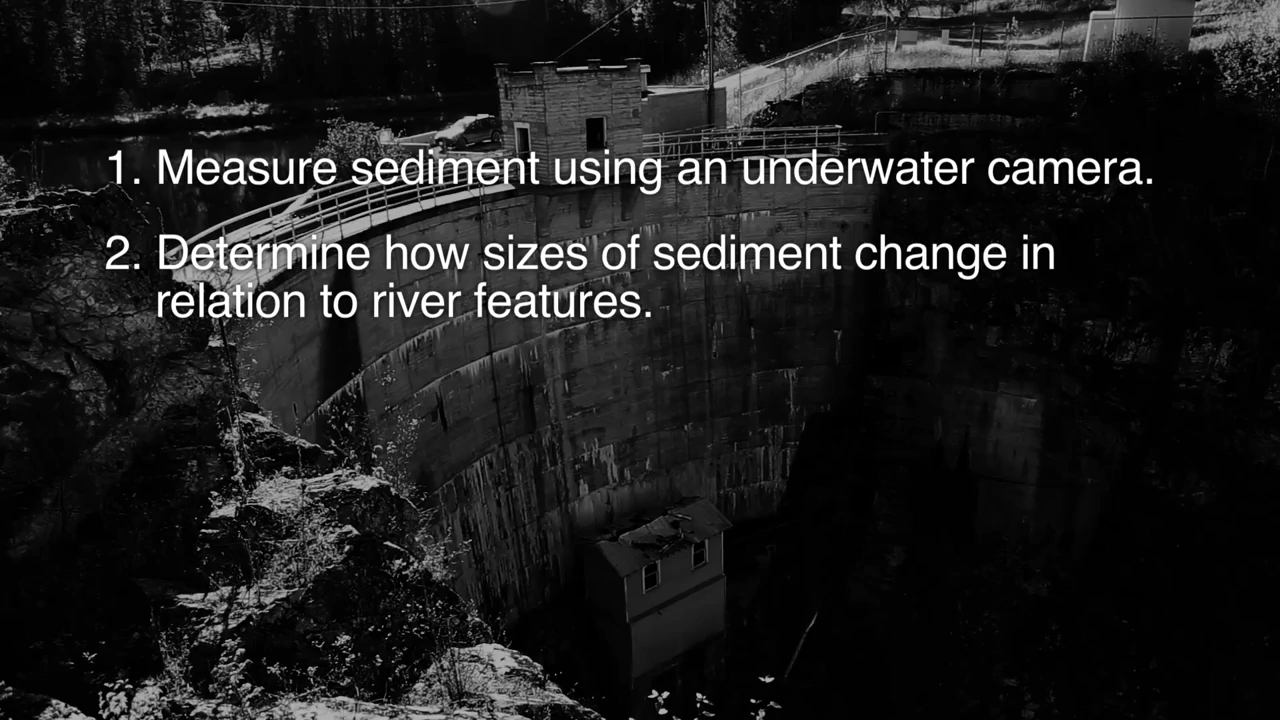 1. Measure sediment using an underwater camera.
2. Determine how sizes of sediment change in
relation to river features.